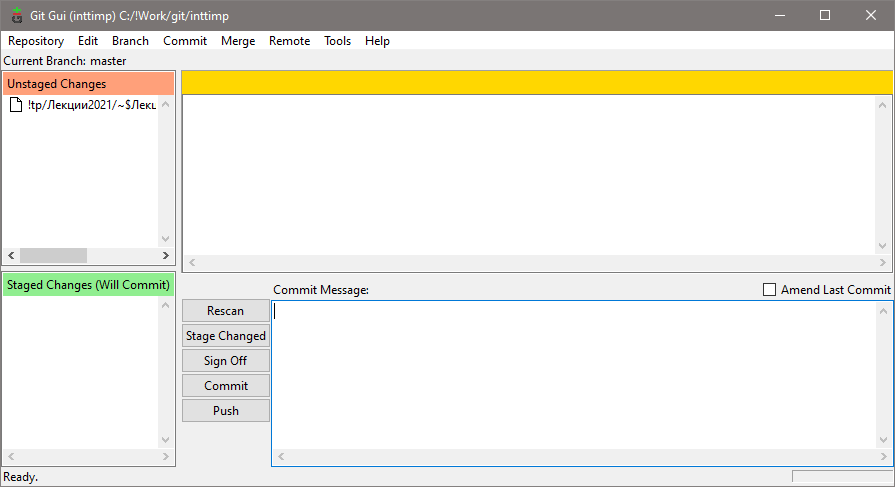 Git Gui (inttimp) C:/!Work/git/inttimp
Repository Edit Branch Commit Merge Remote Tools Help
Current Branch: master
Unstaged Changes
!tp/Лекции2021/~$Лекц
Staged Changes (Will Commit)
Commit Message:
Amend Last Commit
Rescan
Stage Changed
Sign Off
Commit
Push
Ready.